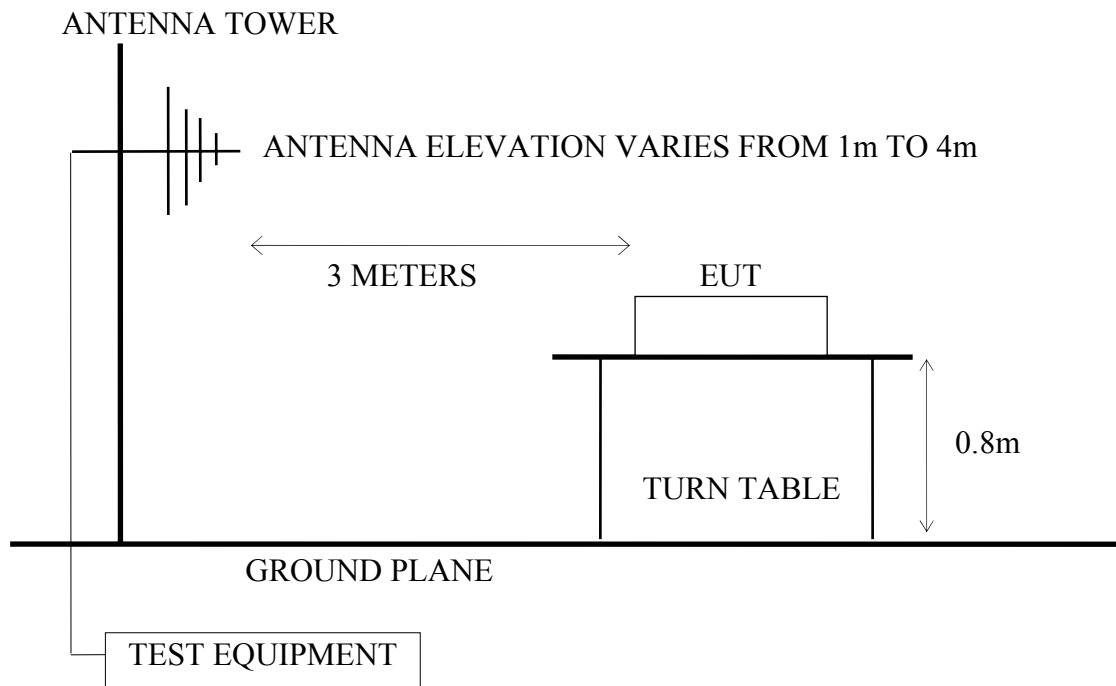 ANTENNA TOWER
ANTENNA ELEVATION VARIES FROM 1m TO 4m
3 METERS
EUT
0.8m
TURN TABLE
GROUND PLANE
TEST EQUIPMENT